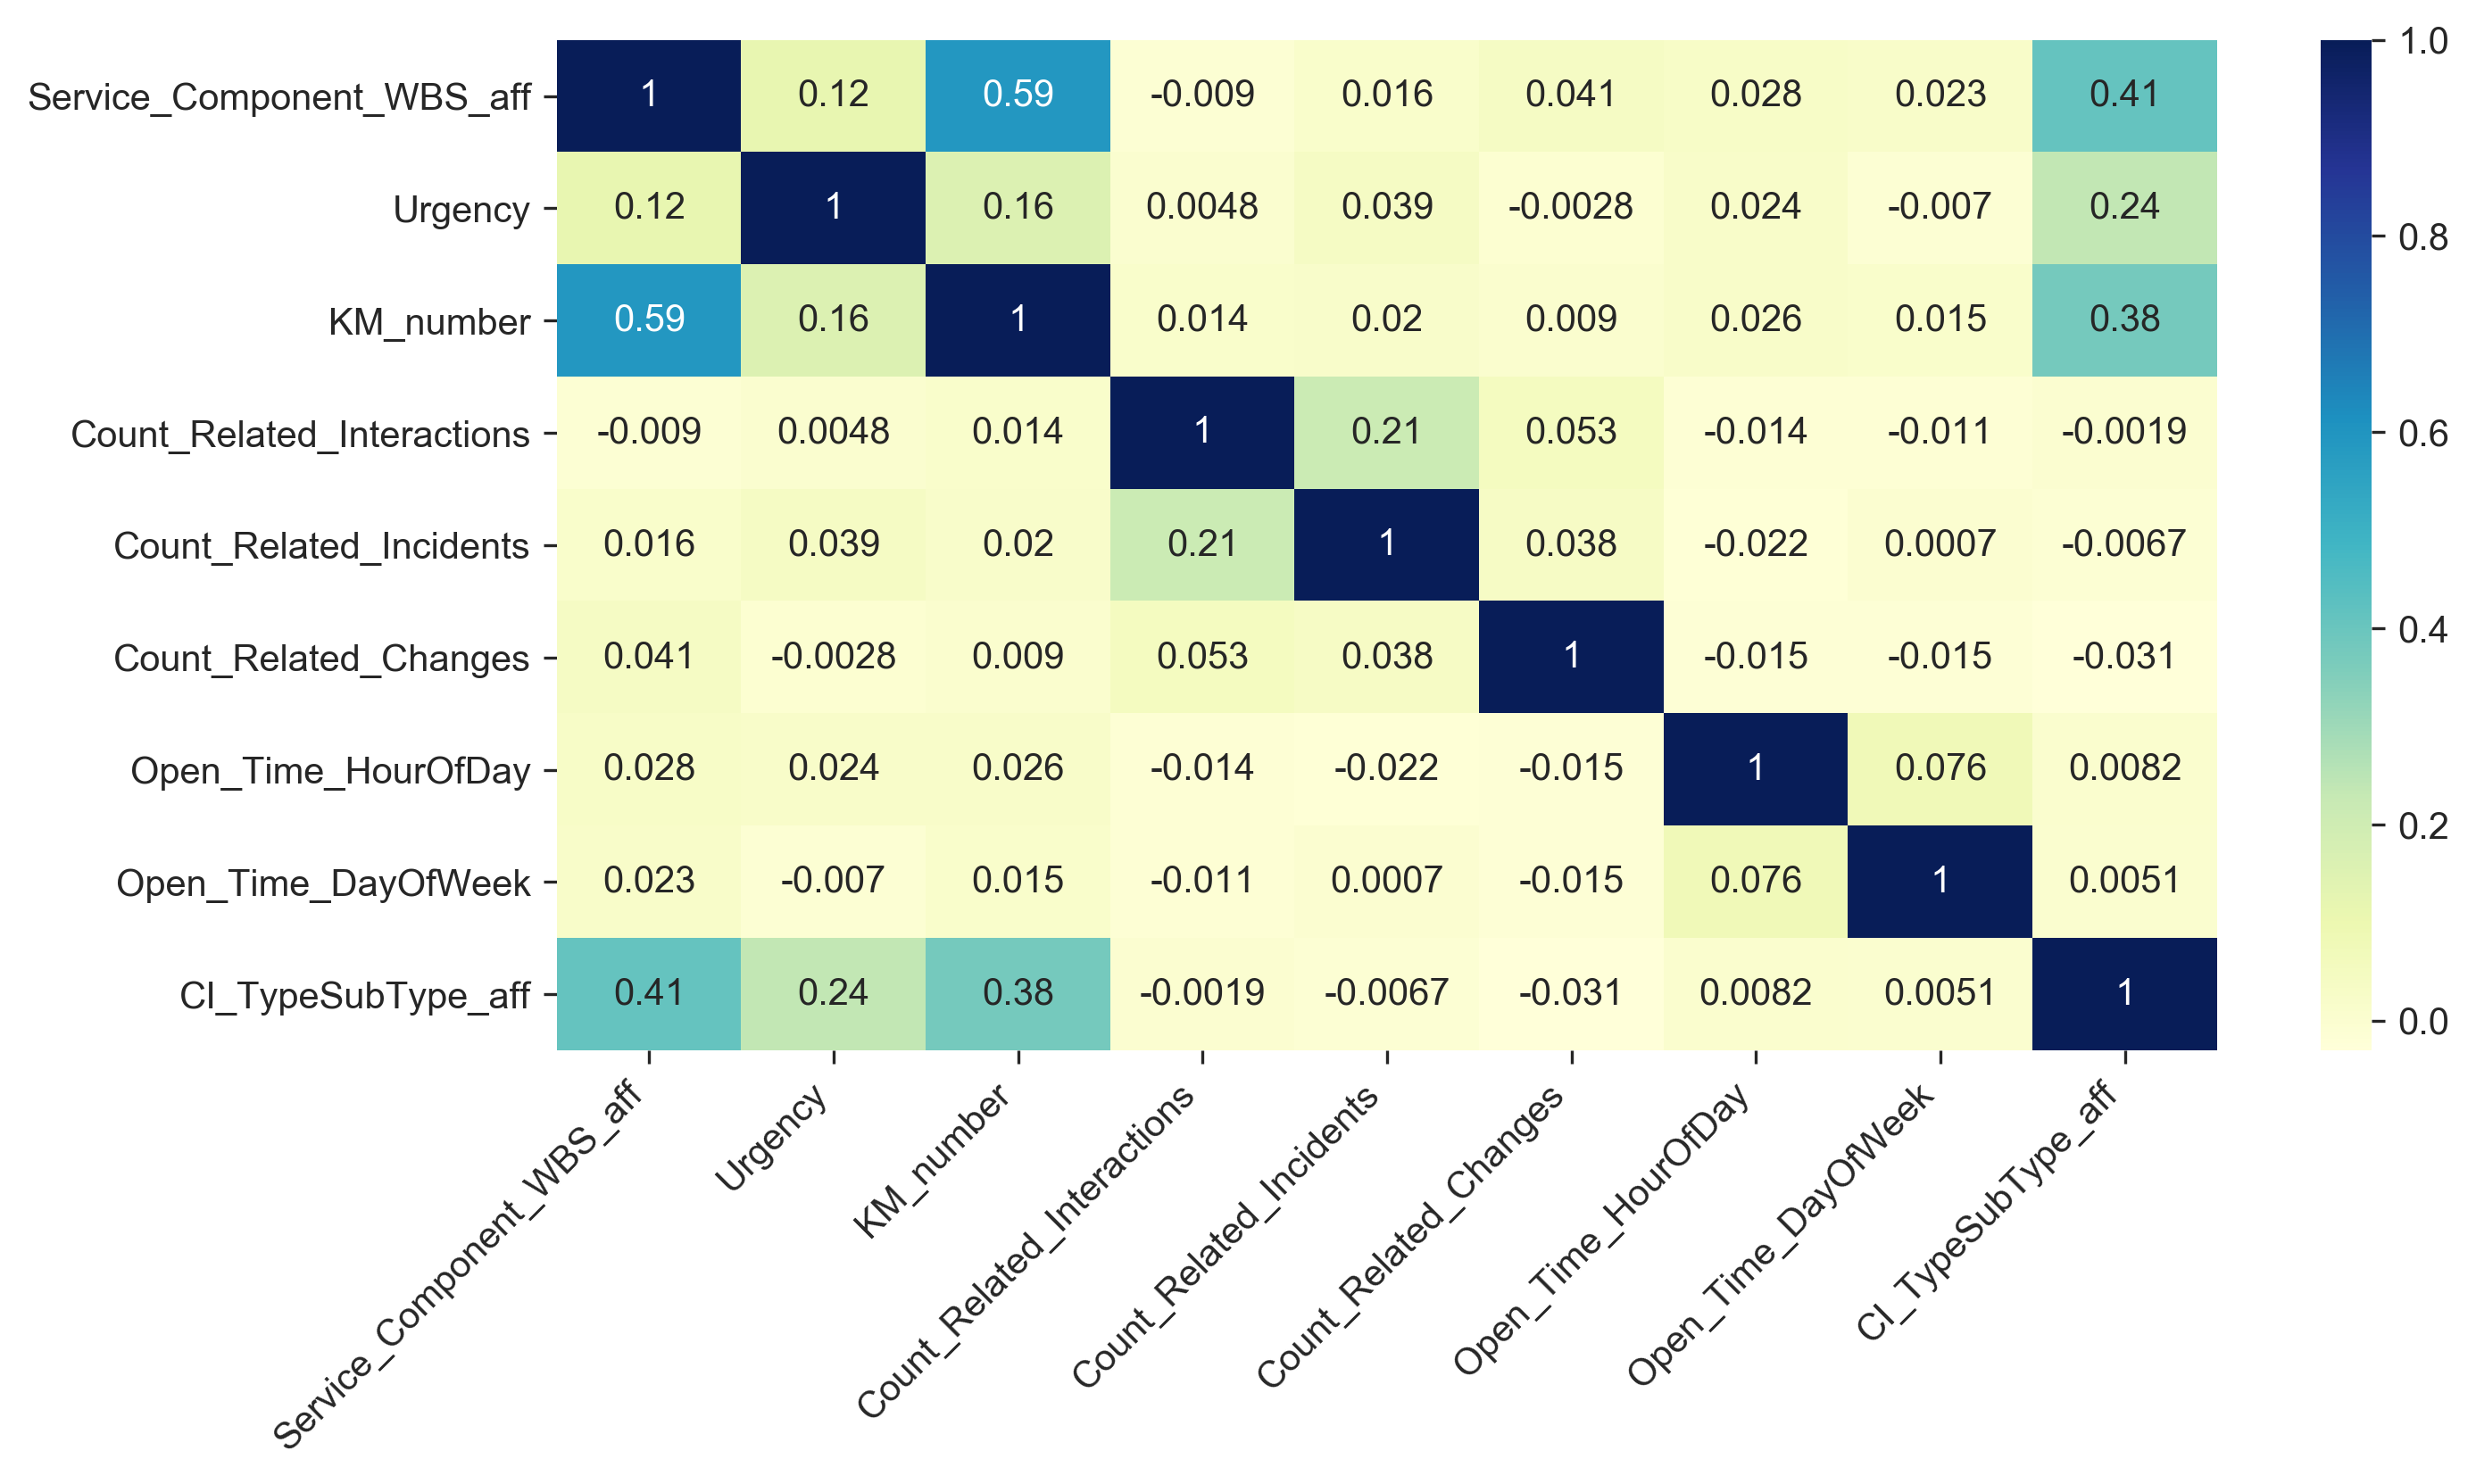 Service_Component_WBS_aff 1 0.12 0.59 -0.009 0.016 0.041 0.028 0.023 0.41
Urgency 0.12 1 0.16 0.0048 0.039 -0.0028 0.024 -0.007 0.24
KM_number 0.59 0.16 1 0.014 0.02 0.009 0.026 0.015 0.38
Count_Related_Interactions -0.009 0.0048 0.014 1 0.21 0.053 -0.014 -0.011 -0.0019
Count_Related_Incidents 0.016 0.039 0.02 0.21 1 0.038 -0.022 0.0007 -0.0067
Count_Related_Changes 0.041 -0.0028 0.009 0.053 0.038 1 -0.015 -0.015 -0.031
Open_Time_HourOfDay 0.028 0.024 0.026 -0.014 -0.022 -0.015 1 0.076 0.0082
Open_Time_DayOfWeek 0.023 -0.007 0.015 -0.011 0.0007 -0.015 0.076 1 0.0051
CI_TypeSubType_aff 0.41 0.24 0.38 -0.0019 -0.0067 -0.031 0.0082 0.0051 1
Service_Component_WBS_aff
Urgency
KM_number
Count_Related_Interactions
Count_Related_Incidents
Count_Related_Changes
Open_Time_HourOfDay
Open_Time_DayOfWeek
CI_TypeSubType_aff
1.0
0.8
0.6
0.4
0.2
0.0